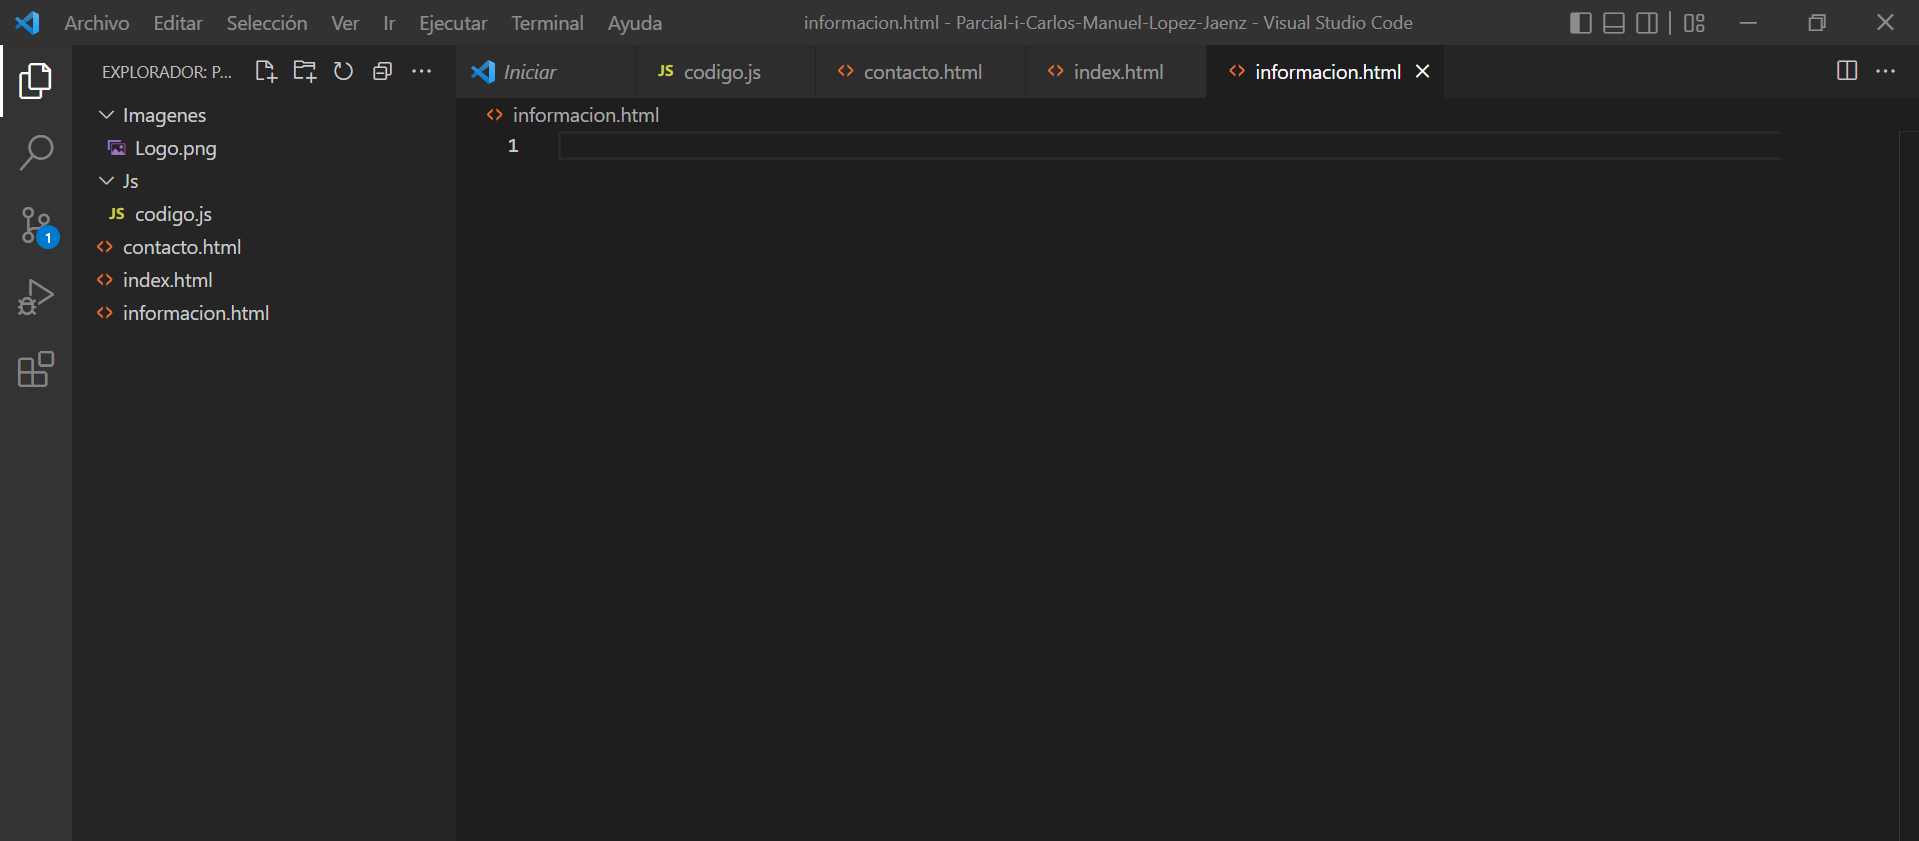 Archivo Editar Selección Ver Ir Ejecutar Terminal Ayuda informacion.html - Parcial-i-Carlos-Manuel-Lopez-Jaenz - Visual Studio Code
EXPLORADOR: P...
Imagenes
Logo.png
Js
JS codigo.js
contacto.html
index.html
informacion.html
1
Iniciar JS codigo.js contacto.html index.html informacion.html
informacion.html
1